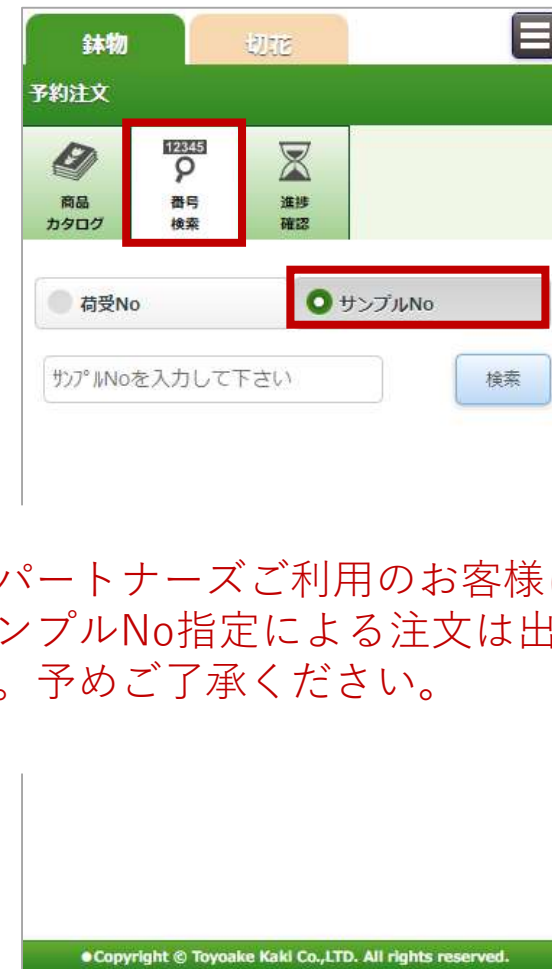 鉢物
切花
予約注文
商品
カタログ
12345
番号
検索
進捗
確認
荷受No
サンプルNo
ｻﾝﾌﾟﾙNoを入力して下さい
検索
パートナーズご利用のお客様
ンプルNo指定による注文は出
。予めご了承ください。
●Copyright © Toyoake Kaki Co.,LTD. All rights reserved.